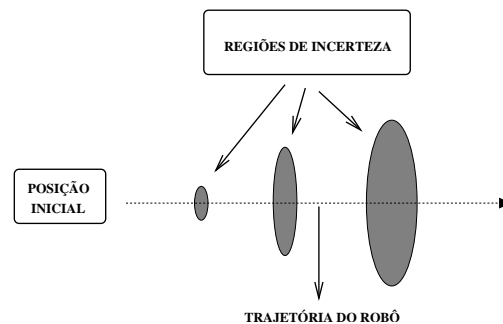 REGIÕES DE INCERTEZA
POSIÇÃO
INICIAL
TRAJETÓRIA DO ROBÔ